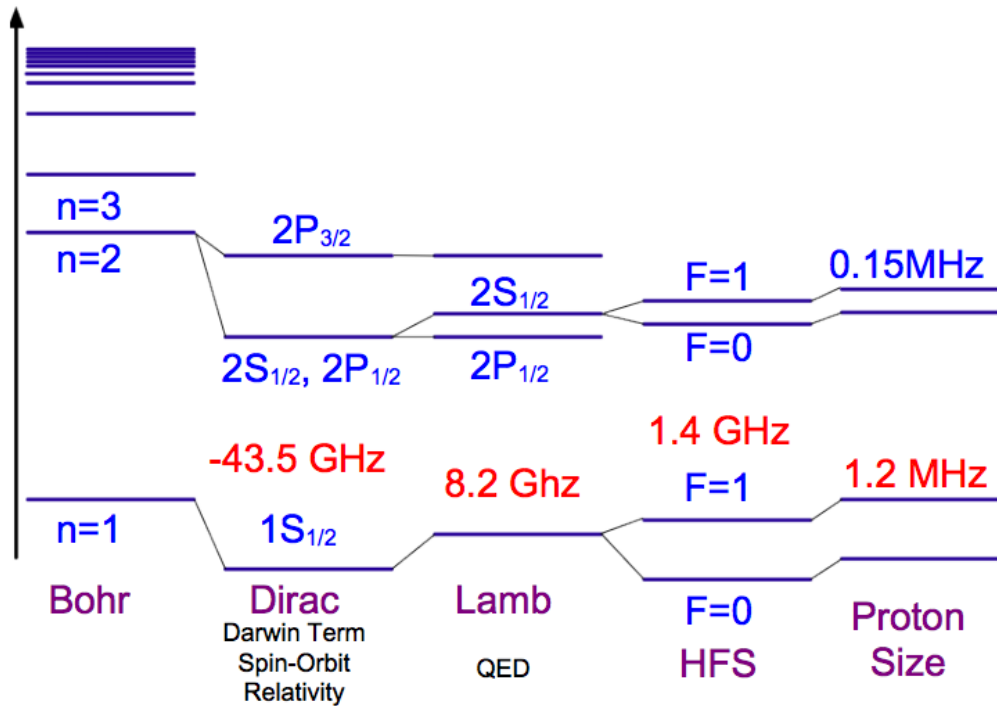 n=3
n=2
2P3/2
2S1/2
F=1
0.15MHz
F=0
2S1/2, 2P1/2
2P1/2
-43.5 GHz
8.2 Ghz
1.4 GHz
F=1
1.2 MHz
n=1
1S1/2
F=0
Bohr
Dirac
Darwin Term
Spin-Orbit
Relativity
Lamb
QED
HFS
Proton
Size